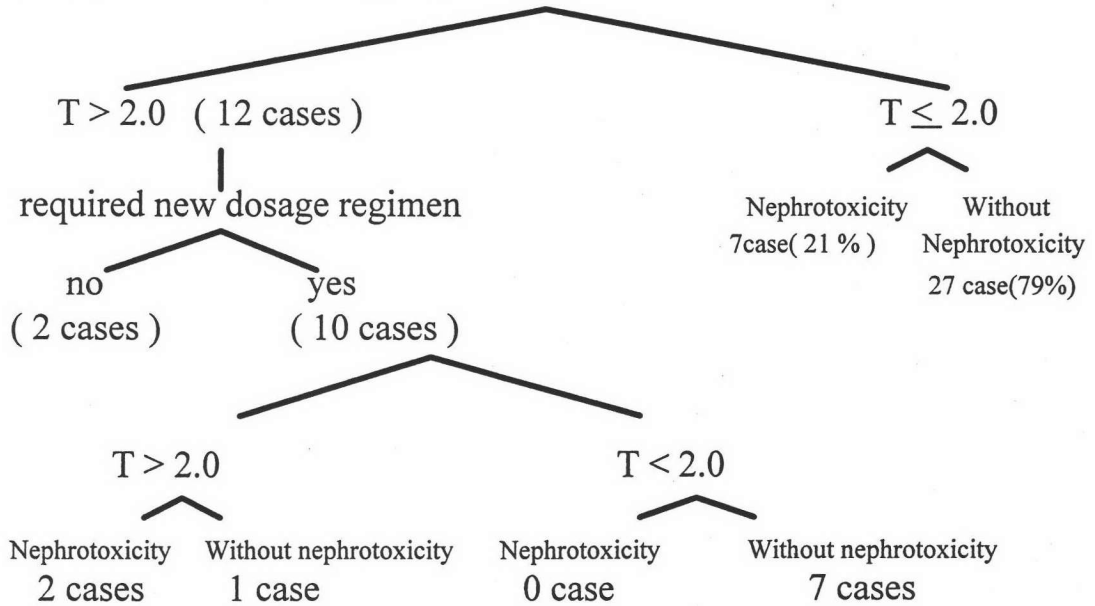 T > 2.0 ( 12 cases )
T ≤ 2.0
required new dosage regimen
Nephrotoxicity
7case( 21 % )
Without
Nephrotoxicity
27 case(79%)
no
( 2 cases )
yes
( 10 cases )
T > 2.0
T < 2.0
Nephrotoxicity
2 cases
Without nephrotoxicity
1 case
Nephrotoxicity
0 case
Without nephrotoxicity
7 cases